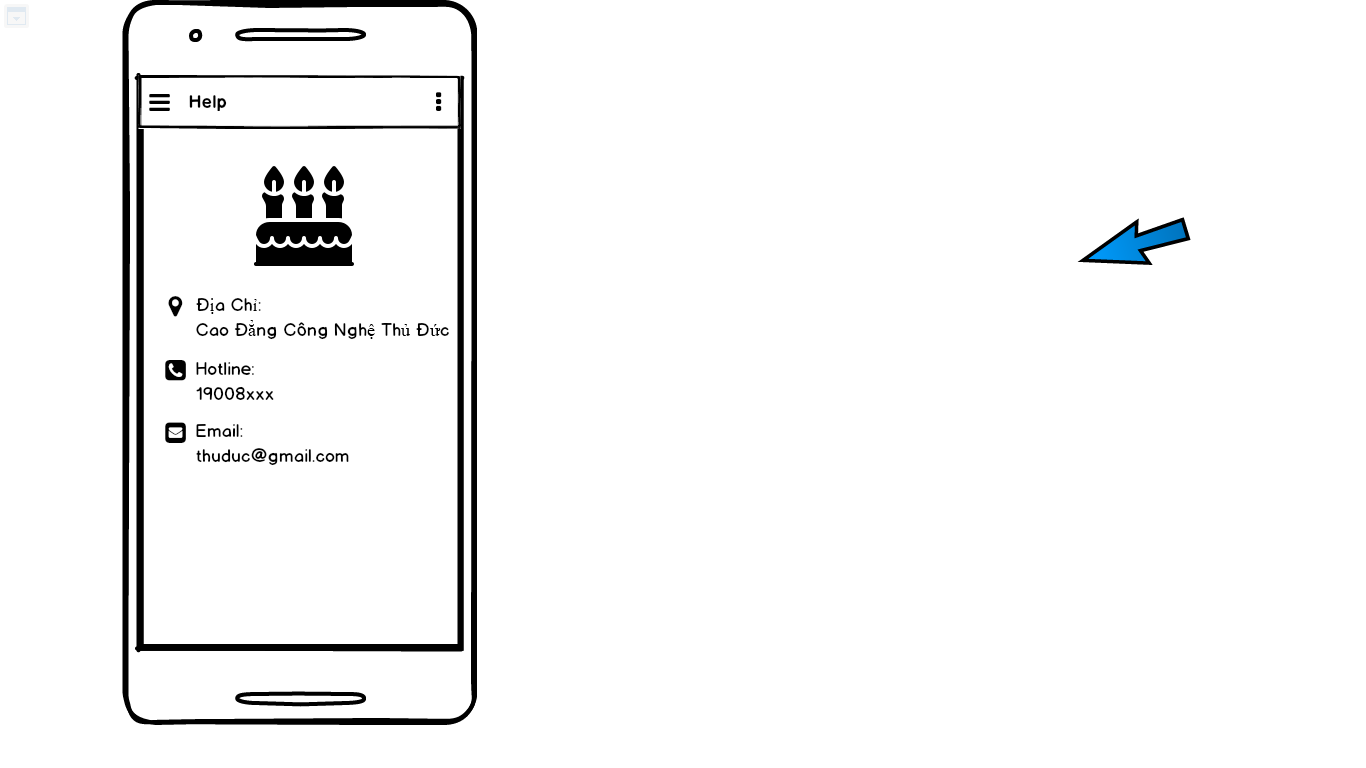 Help
Địa Chỉ:
Cao Đẳng Công Nghệ Thủ Đức
Hotline:
19008xxx
Email:
thuduc@gmail.com